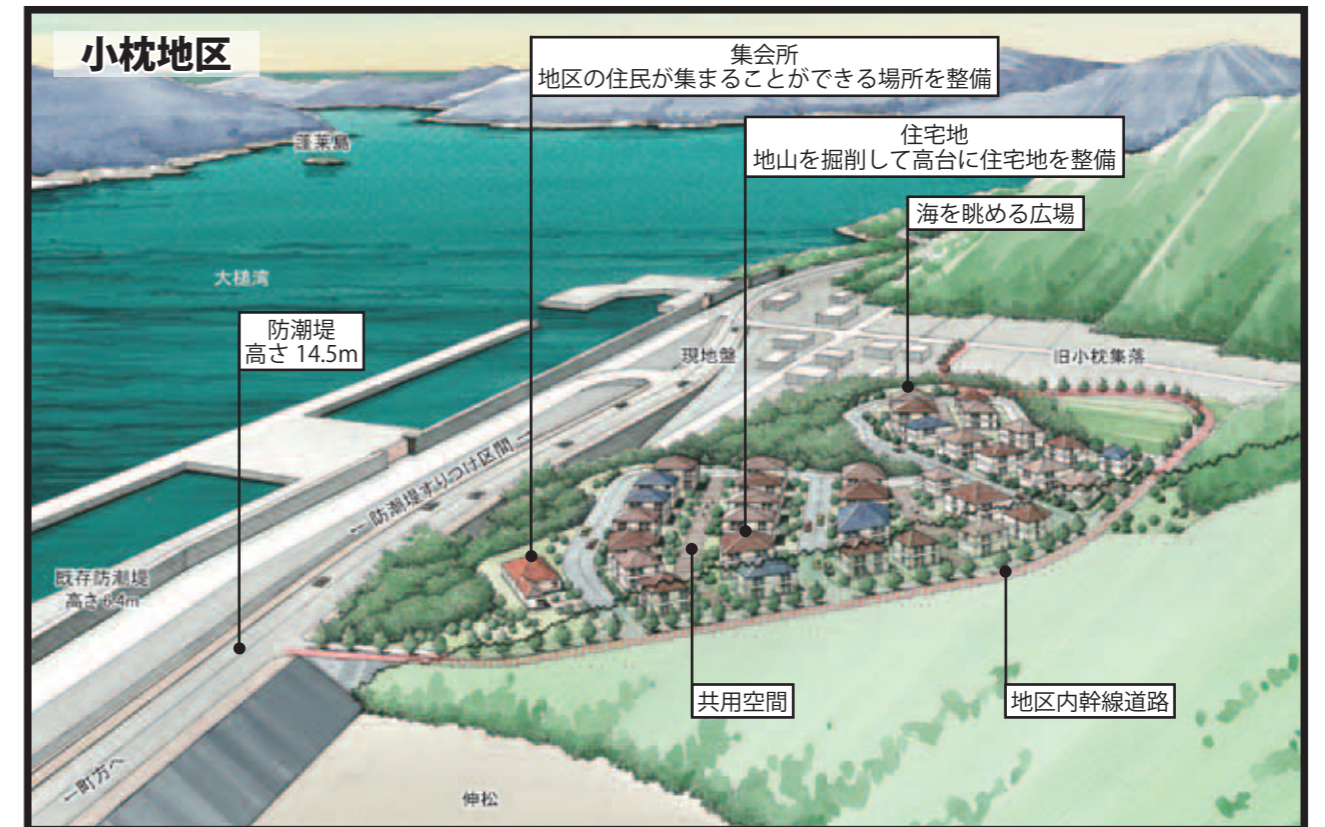 小枕地区
集会所
地区の住民が集まることができる場所を整備
住宅地
地山を掘削して高台に住宅地を整備
海を眺める広場
蓬莱島
大槌湾
防潮堤
高さ 14.5m
現地盤
旧小枕集落
←防潮堤すりつけ区間→
既存防潮堤
高さ6.4m
共用空間
地区内幹線道路
←町方へ
伸松